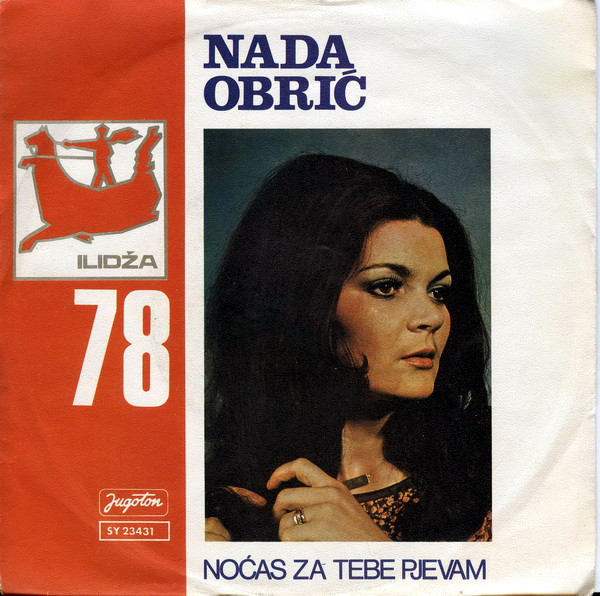 NADA
OBRIĆ
ILIDŽA
78
Jugoton
SY 23431
NOĆAS ZA TEBE PJEVAM